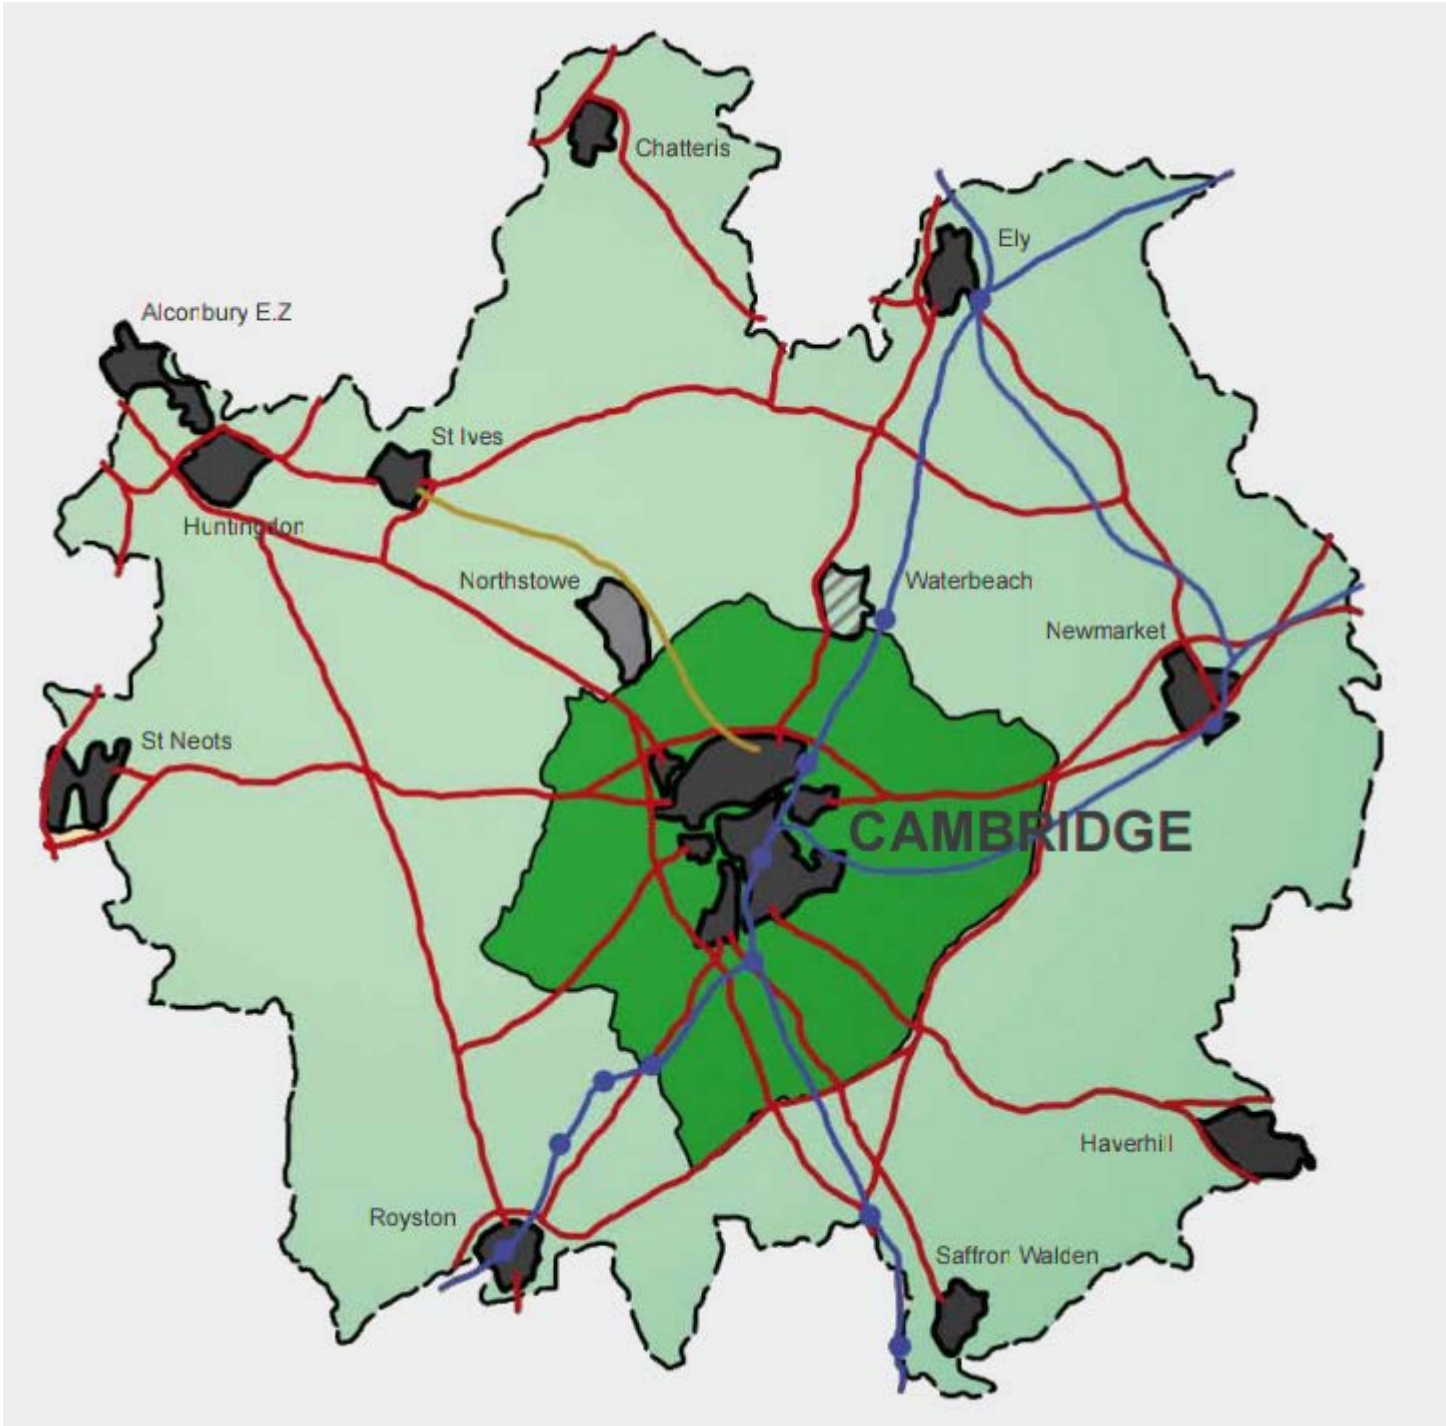 Chatteris
Ely
Alconbury E.Z
St Ives
Huntingdon
Northstowe
Waterbeach
Newmarket
St Neots
CAMBRIDGE
Haverhill
Royston
Saffron Walden